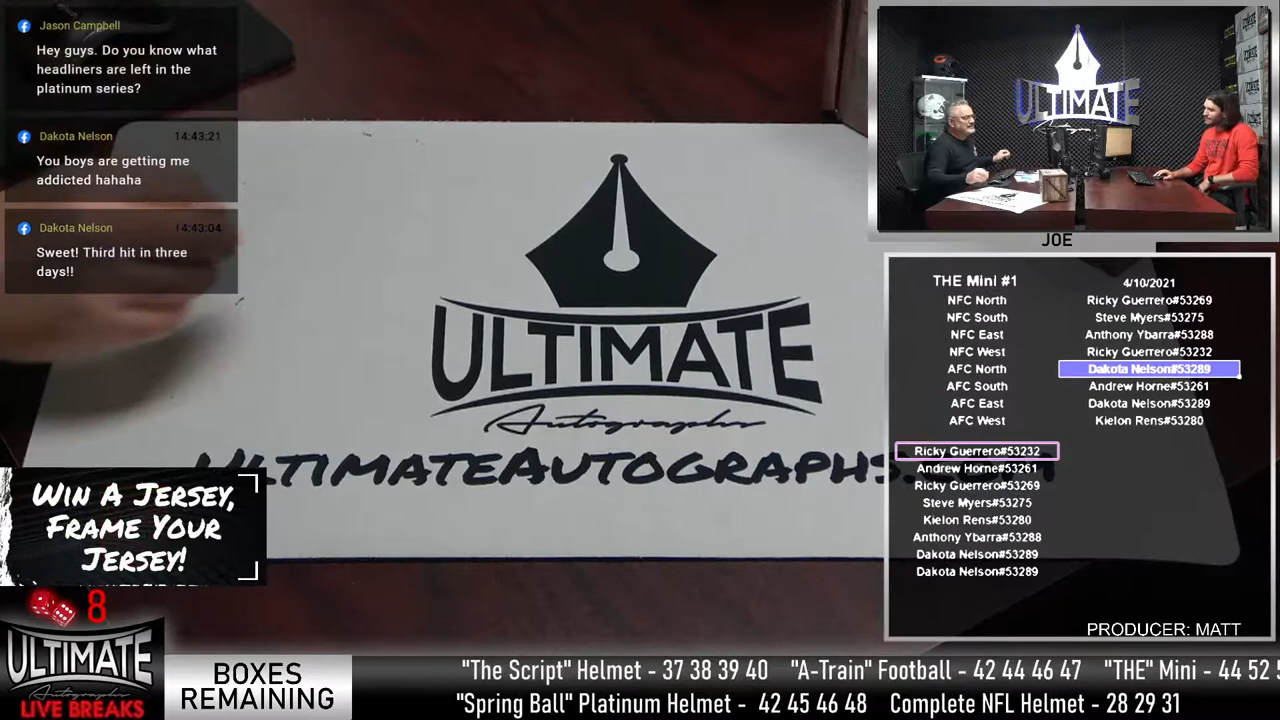 Jason Campbell
Hey guys. Do you know what
headliners are left in the
platinum series?
Dakota Nelson 14:43:21
You boys are getting me
addicted hahaha
Dakota Nelson 14:43:04
Sweet! Third hit in three
days!!
ULTIMATE
Autographs
ULTIMATEAUTOGRAPHS
ULTIMATE
JOE
THE Mini #1 4/10/2021
NFC North Ricky Guerrero#53269
NFC South Steve Myers#53275
NFC East Anthony Ybarra#53288
NFC West Ricky Guerrero#53232
AFC North Dakota Nelson#53289
AFC South Andrew Horne#53261
AFC East Dakota Nelson#53289
AFC West Kielon Rens#53280
Ricky Guerrero#53232
Andrew Horne#53261
Ricky Guerrero#53269
Steve Myers#53275
Kielon Rens#53280
Anthony Ybarra#53288
Dakota Nelson#53289
Dakota Nelson#53289
PRODUCER: MATT
WIN A JERSEY,
FRAME YOUR
JERSEY!
8
ULTIMATE
Autographs
LIVE BREAKS
BOXES
REMAINING
"The Script" Helmet - 37 38 39 40 "A-Train" Football - 42 44 46 47 "THE" Mini - 44 52
"Spring Ball" Platinum Helmet - 42 45 46 48 Complete NFL Helmet - 28 29 31